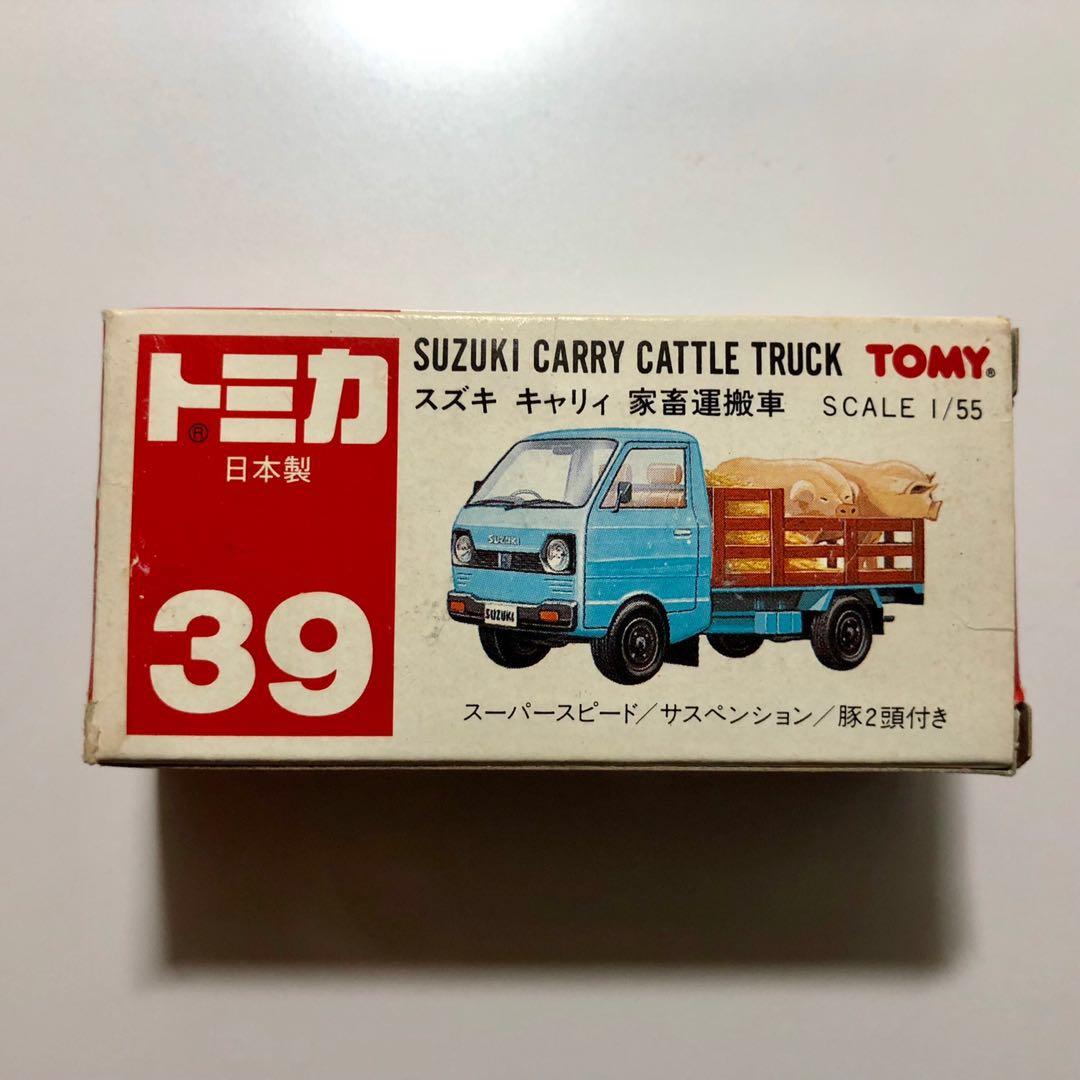 トミカ®
日本製
39
SUZUKI CARRY CATTLE TRUCK TOMY®
スズキ キャリィ 家畜運搬車 SCALE 1/55
SUZUKI
SUZUKI
スーパースピード/サスペンション/豚2頭付き